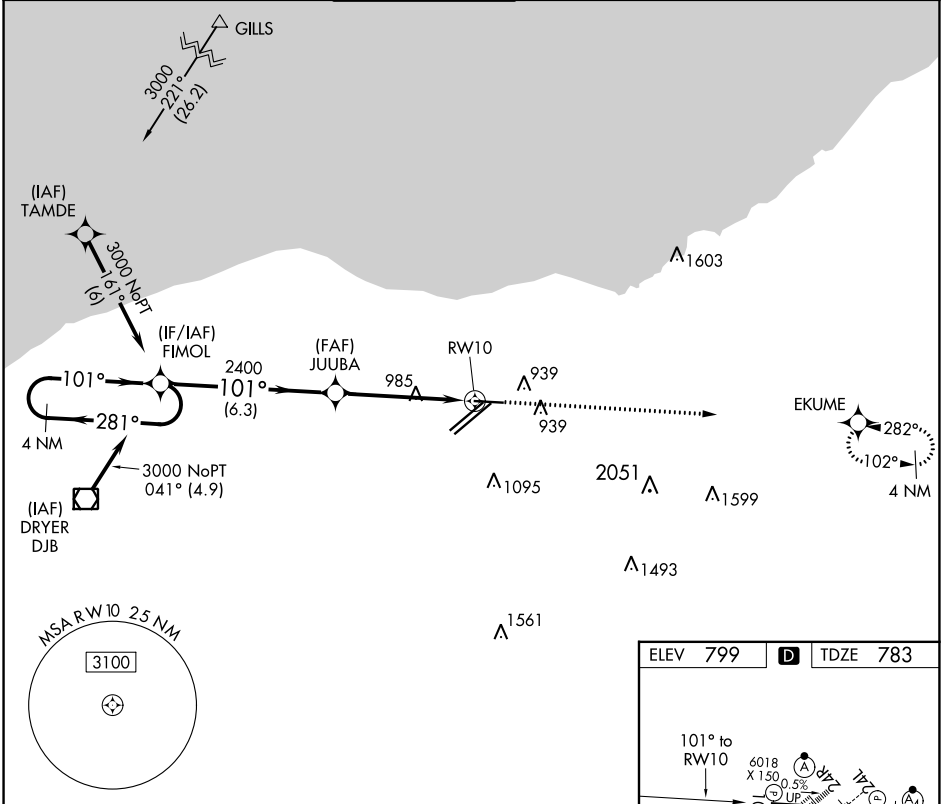 GILLS
3000
221°
(26.2)
(IAF)
TAMDE
3000 NoPT
161°
(6)
1603
(IF/IAF)
FIMOL
2400
101°
(6.3)
(FAF)
JUUBA
985
RW10
939
939
101°
281°
4 NM
EKUME
282°
102°
4 NM
3000 NoPT
041° (4.9)
(IAF)
DRYER
DJB
1095
2051
1599
1493
1561
MSA RW10 25 NM
3100
ELEV 799 D TDZE 783
101° to
RW10
6018
X 150
0.5%
UP
A
24R
24L
P
P